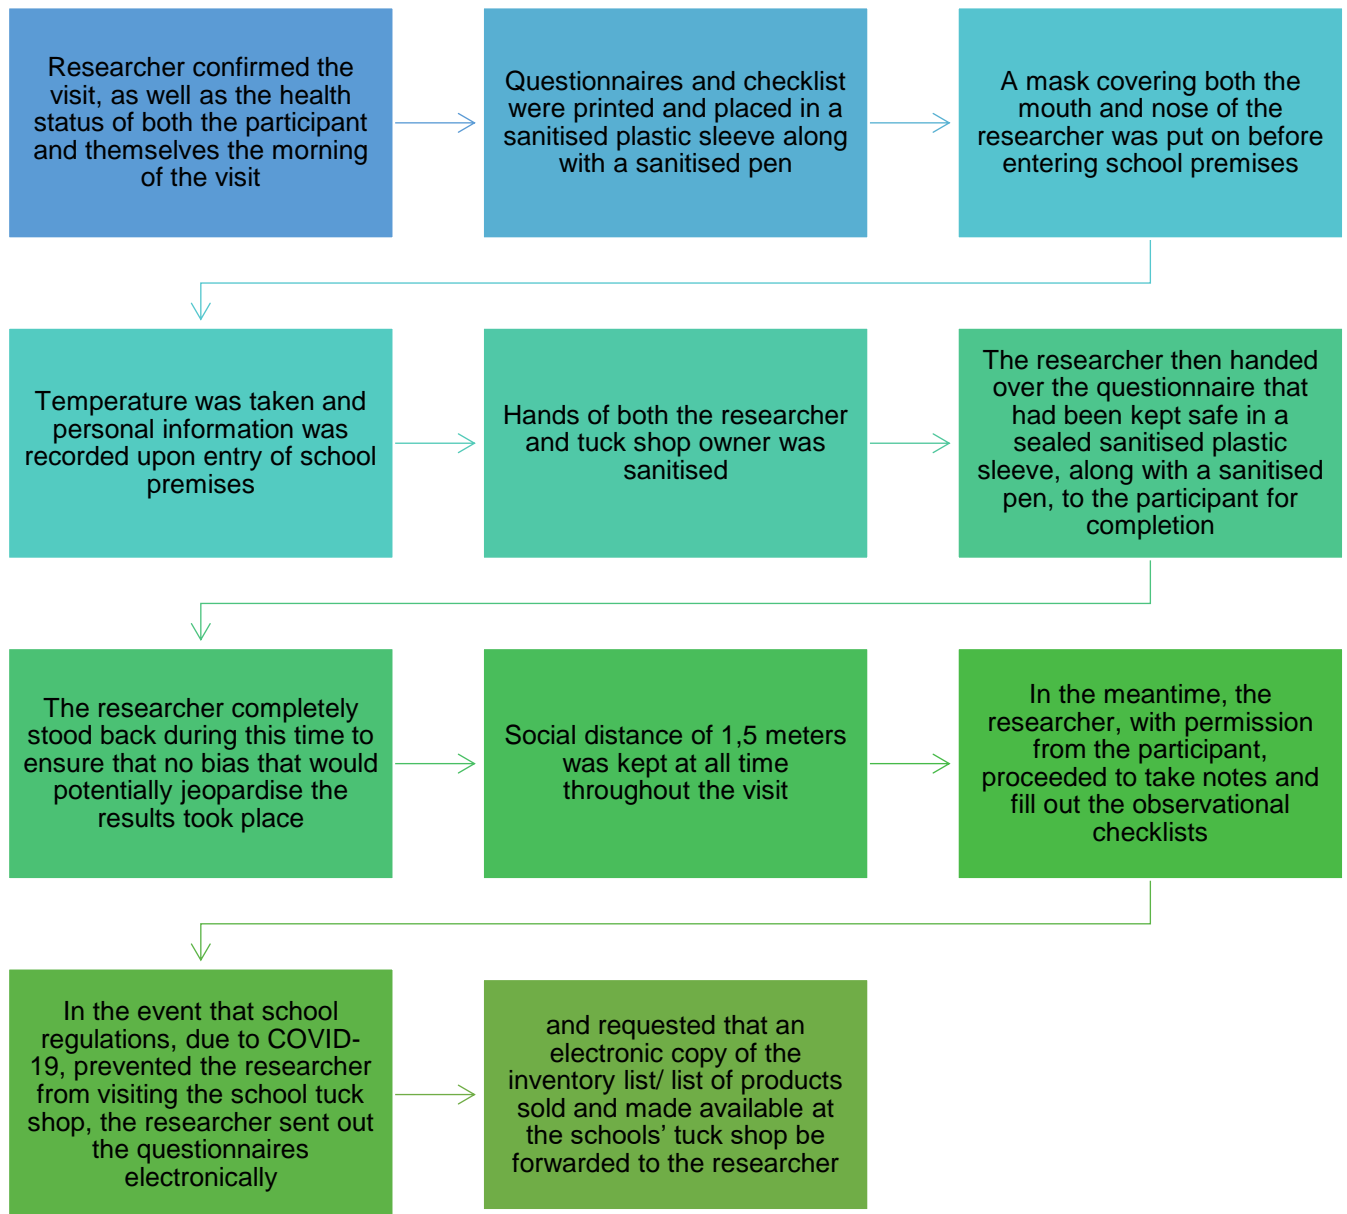 Researcher confirmed the
visit, as well as the health
status of both the participant
and themselves the morning
of the visit
Questionnaires and checklist
were printed and placed in a
sanitised plastic sleeve along
with a sanitised pen
A mask covering both the
mouth and nose of the
researcher was put on before
entering school premises
Temperature was taken and
personal information was
recorded upon entry of school
premises
Hands of both the researcher
and tuck shop owner was
sanitised
The researcher then handed
over the questionnaire that
had been kept safe in a
sealed sanitised plastic
sleeve, along with a sanitised
pen, to the participant for
completion
The researcher completely
stood back during this time to
ensure that no bias that would
potentially jeopardise the
results took place
Social distance of 1,5 meters
was kept at all time
throughout the visit
In the meantime, the
researcher, with permission
from the participant,
proceeded to take notes and
fill out the observational
checklists
In the event that school
regulations, due to COVID-
19, prevented the researcher
from visiting the school tuck
shop, the researcher sent out
the questionnaires
electronically
and requested that an
electronic copy of the
inventory list/ list of products
sold and made available at
the schools’ tuck shop be
forwarded to the researcher